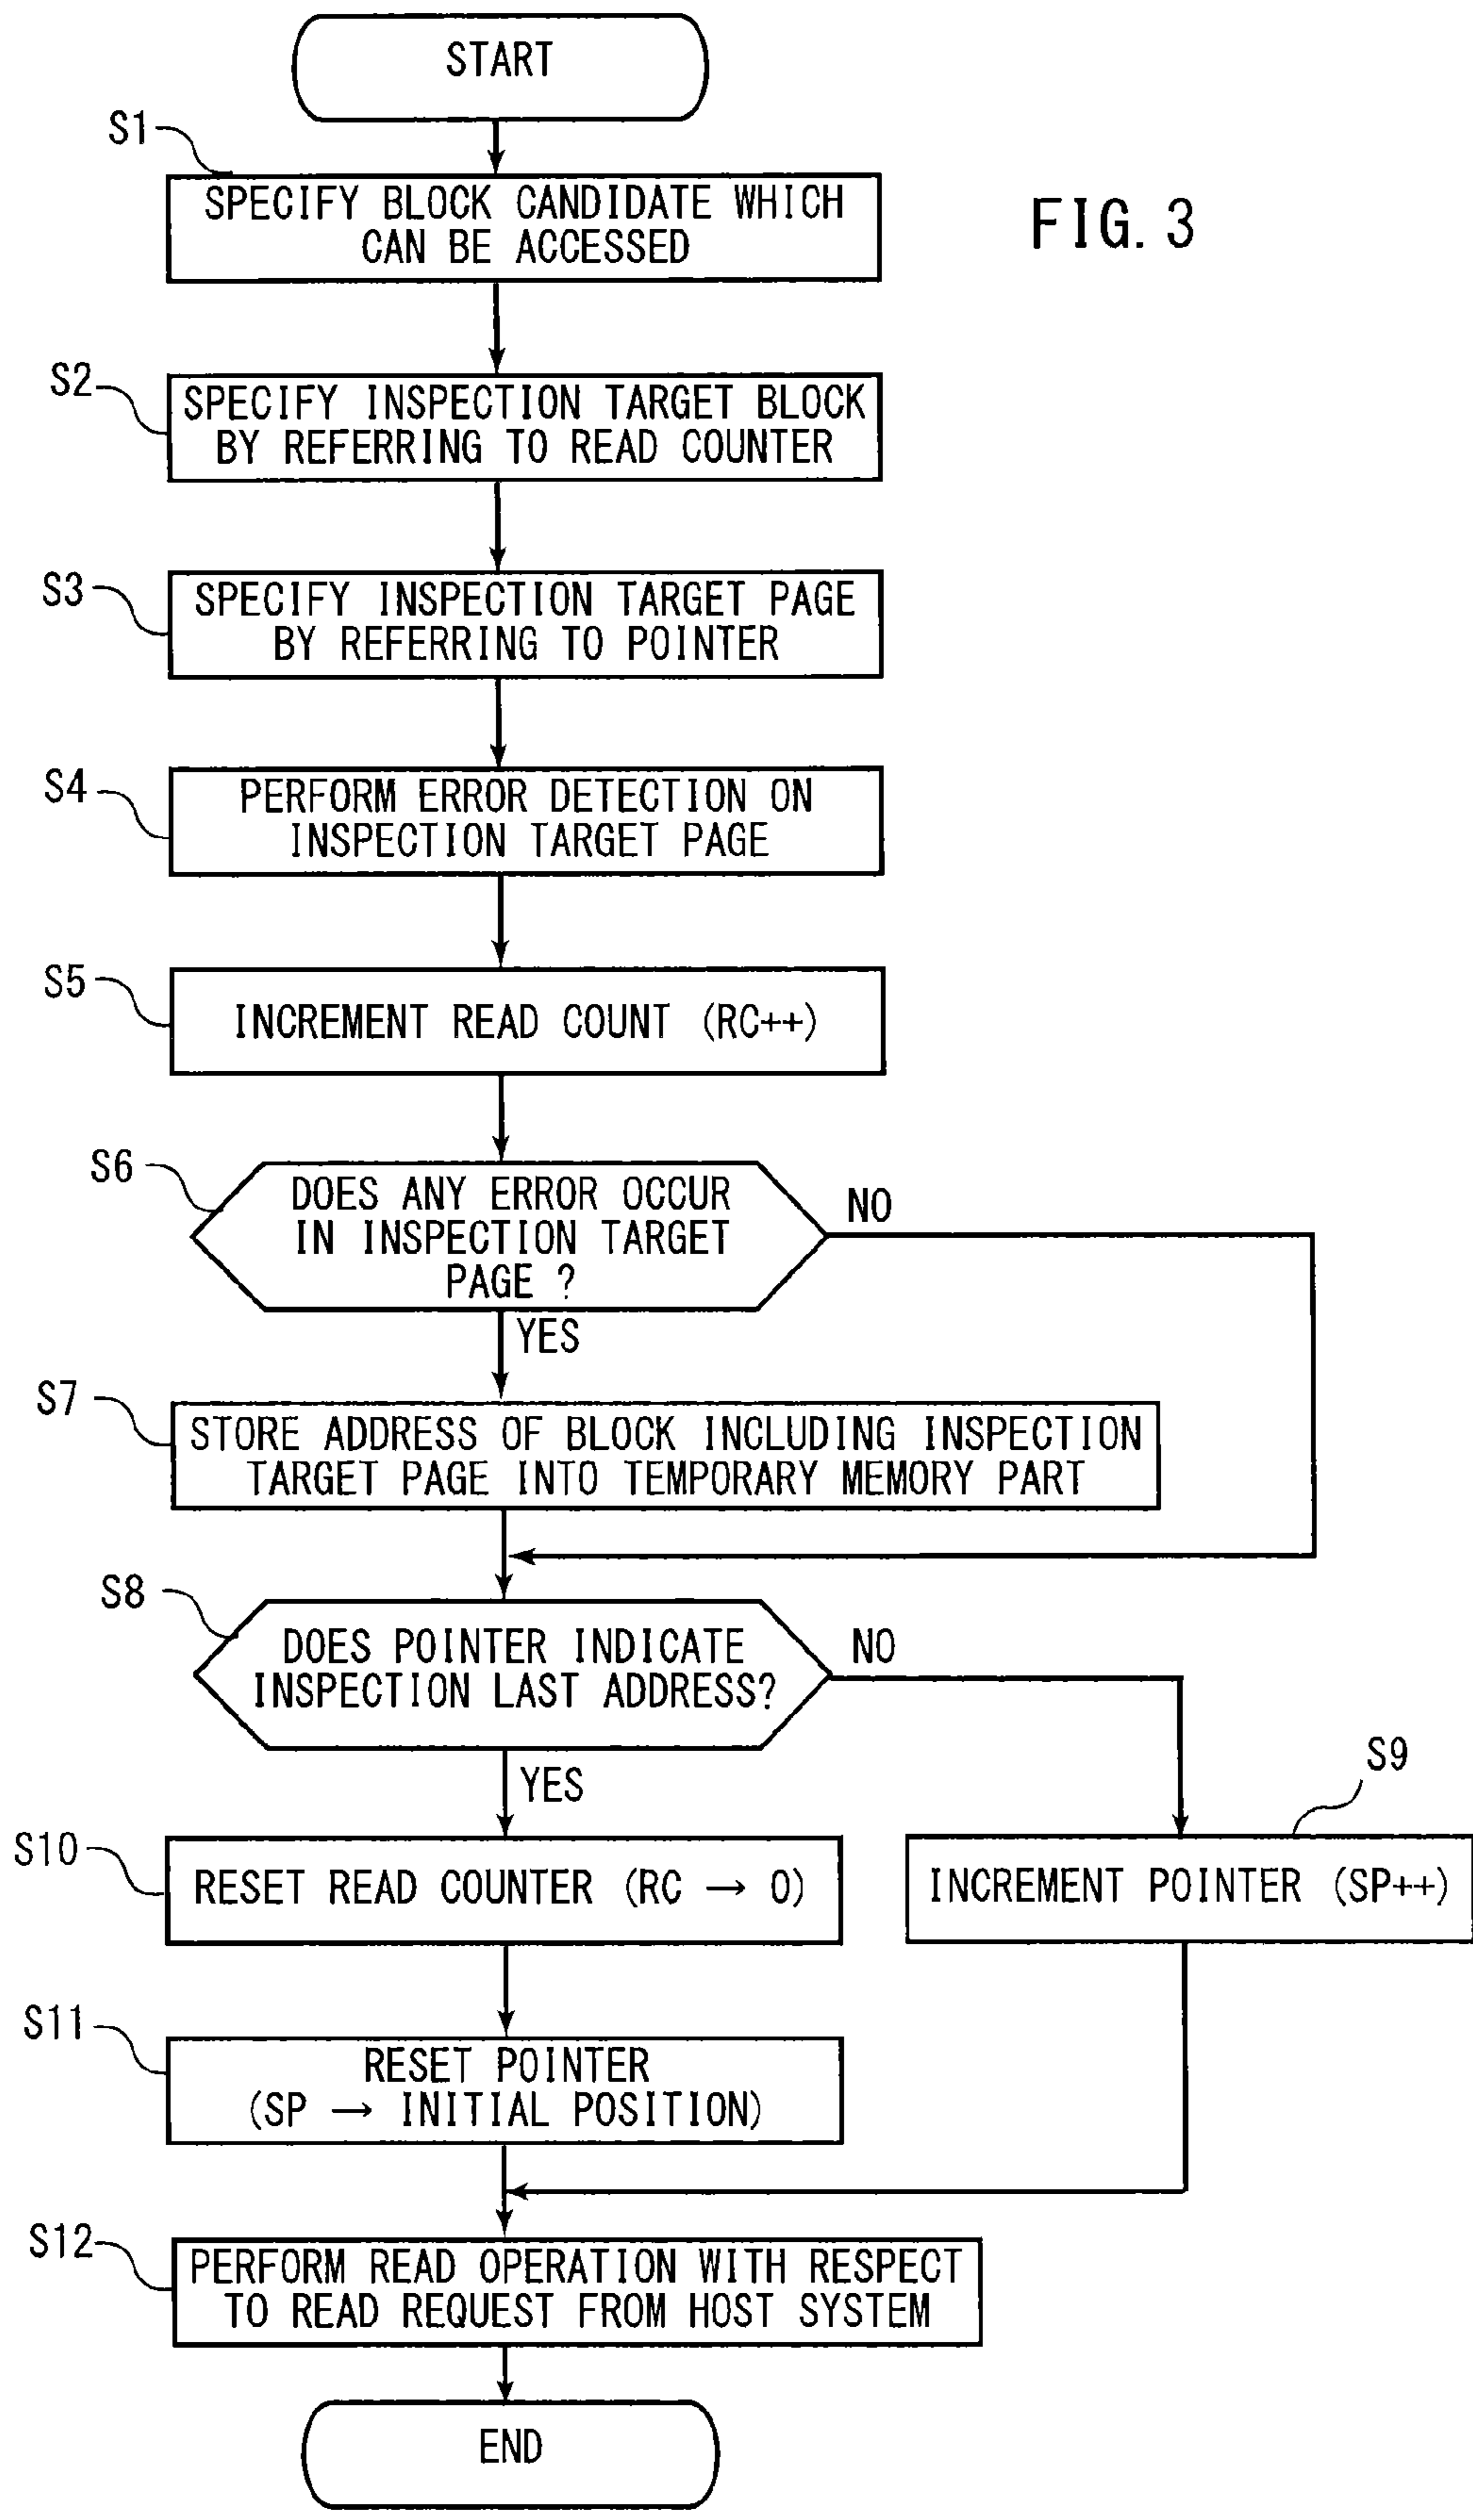 START
S1
SPECIFY BLOCK CANDIDATE WHICH
CAN BE ACCESSED
FIG. 3
S2
SPECIFY INSPECTION TARGET BLOCK
BY REFERRING TO READ COUNTER
S3
SPECIFY INSPECTION TARGET PAGE
BY REFERRING TO POINTER
S4
PERFORM ERROR DETECTION ON
INSPECTION TARGET PAGE
S5
INCREMENT READ COUNT (RC++)
S6
DOES ANY ERROR OCCUR
IN INSPECTION TARGET
PAGE ?
NO
YES
S7
STORE ADDRESS OF BLOCK INCLUDING INSPECTION
TARGET PAGE INTO TEMPORARY MEMORY PART
S8
DOES POINTER INDICATE
INSPECTION LAST ADDRESS?
NO
YES
S9
S10
RESET READ COUNTER (RC → 0)
INCREMENT POINTER (SP++)
S11
RESET POINTER
(SP → INITIAL POSITION)
S12
PERFORM READ OPERATION WITH RESPECT
TO READ REQUEST FROM HOST SYSTEM
END